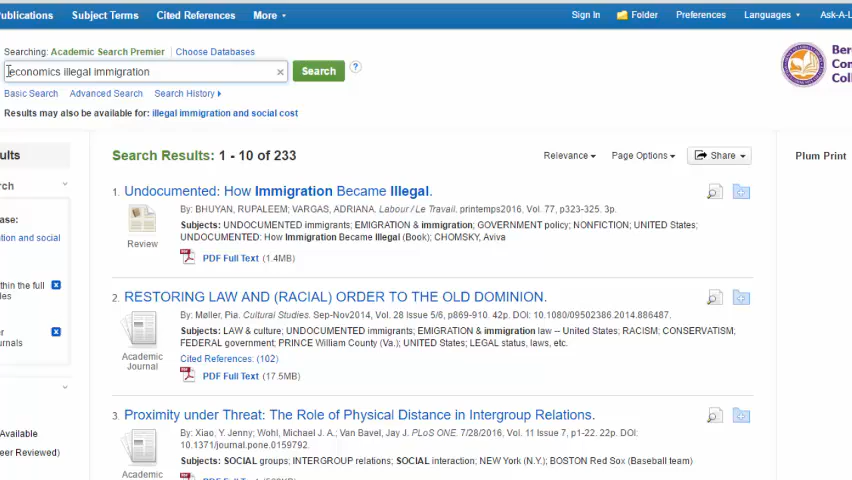 Publications Subject Terms Cited References More Sign In Folder Preferences Languages Ask-A-L
Searching: Academic Search Premier Choose Databases
economics illegal immigration × Search ?
Basic Search Advanced Search Search History
Results may also be available for: illegal immigration and social cost
Search Results: 1 - 10 of 233 Relevance Page Options Share
Plum Print
1. Undocumented: How Immigration Became Illegal.
By: BHUYAN, RUPALEEM; VARGAS, ADRIANA. Labour / Le Travail. printemps2016, Vol. 77, p323-325. 3p.
Subjects: UNDOCUMENTED immigrants; EMIGRATION & immigration; GOVERNMENT policy; NONFICTION; UNITED States;
UNDOCUMENTED: How Immigration Became Illegal (Book); CHOMSKY, Aviva
Review
PDF Full Text (1.4MB)
2. RESTORING LAW AND (RACIAL) ORDER TO THE OLD DOMINION.
By: Møller, Pia. Cultural Studies. Sep-Nov2014, Vol. 28 Issue 5/6, p869-910. 42p. DOI: 10.1080/09502386.2014.886487.
Subjects: LAW & culture; UNDOCUMENTED immigrants; EMIGRATION & immigration law -- United States; RACISM; CONSERVATISM;
FEDERAL government; PRINCE William County (Va.); UNITED States; LEGAL status, laws, etc.
Academic
Journal
Cited References: (102)
PDF Full Text (17.5MB)
3. Proximity under Threat: The Role of Physical Distance in Intergroup Relations.
By: Xiao, Y. Jenny; Wohl, Michael J. A.; Van Bavel, Jay J. PLoS ONE. 7/28/2016, Vol. 11 Issue 7, p1-22. 22p. DOI:
10.1371/journal.pone.0159792.
Subjects: SOCIAL groups; INTERGROUP relations; SOCIAL interaction; NEW York (N.Y.); BOSTON Red Sox (Baseball team)
Academic
ults
rch
ase:
tion and social
thin the full
les
er
urnals
Available
eer Reviewed)
Ber
Con
Coll